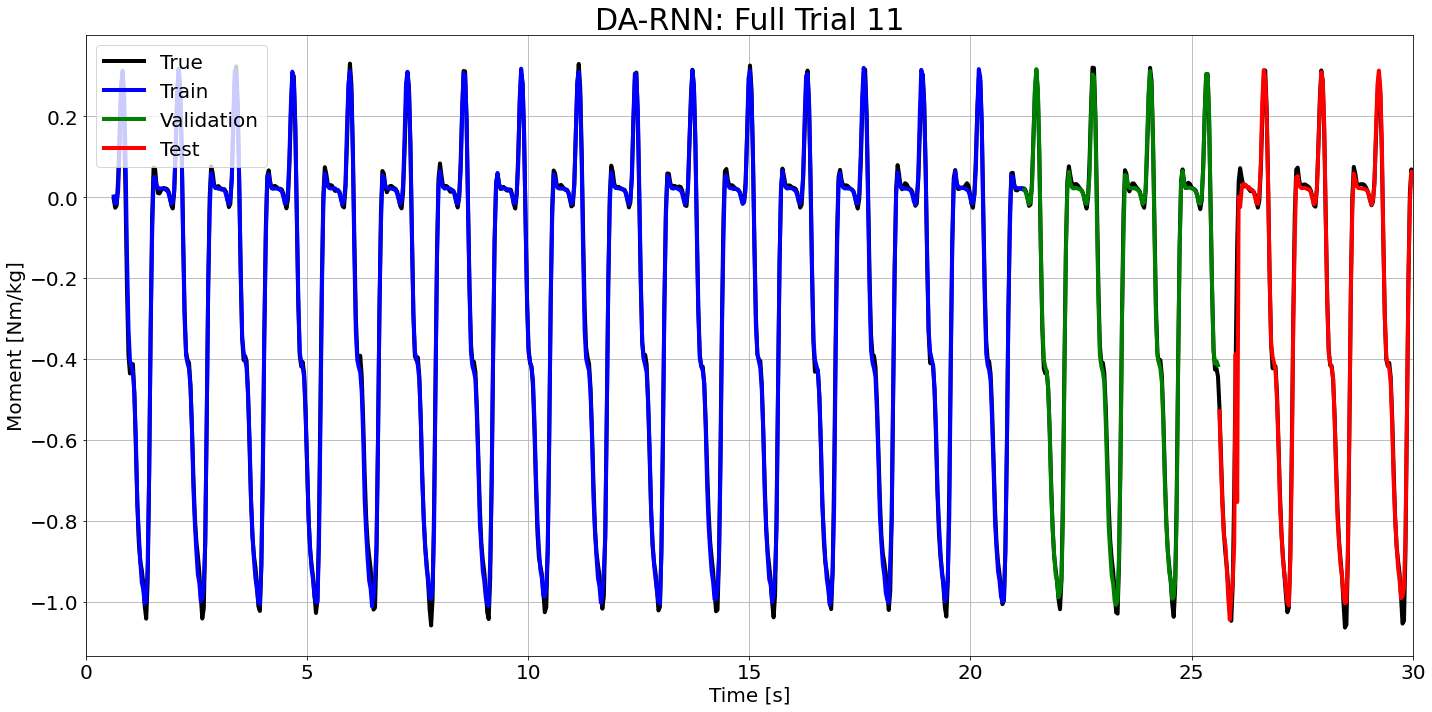 DA-RNN: Full Trial 11
True
Train
Validation
Test
0.2
0.0
−0.2
−0.4
−0.6
−0.8
−1.0
Moment [Nm/kg]
0 5 10 15 20 25 30
Time [s]